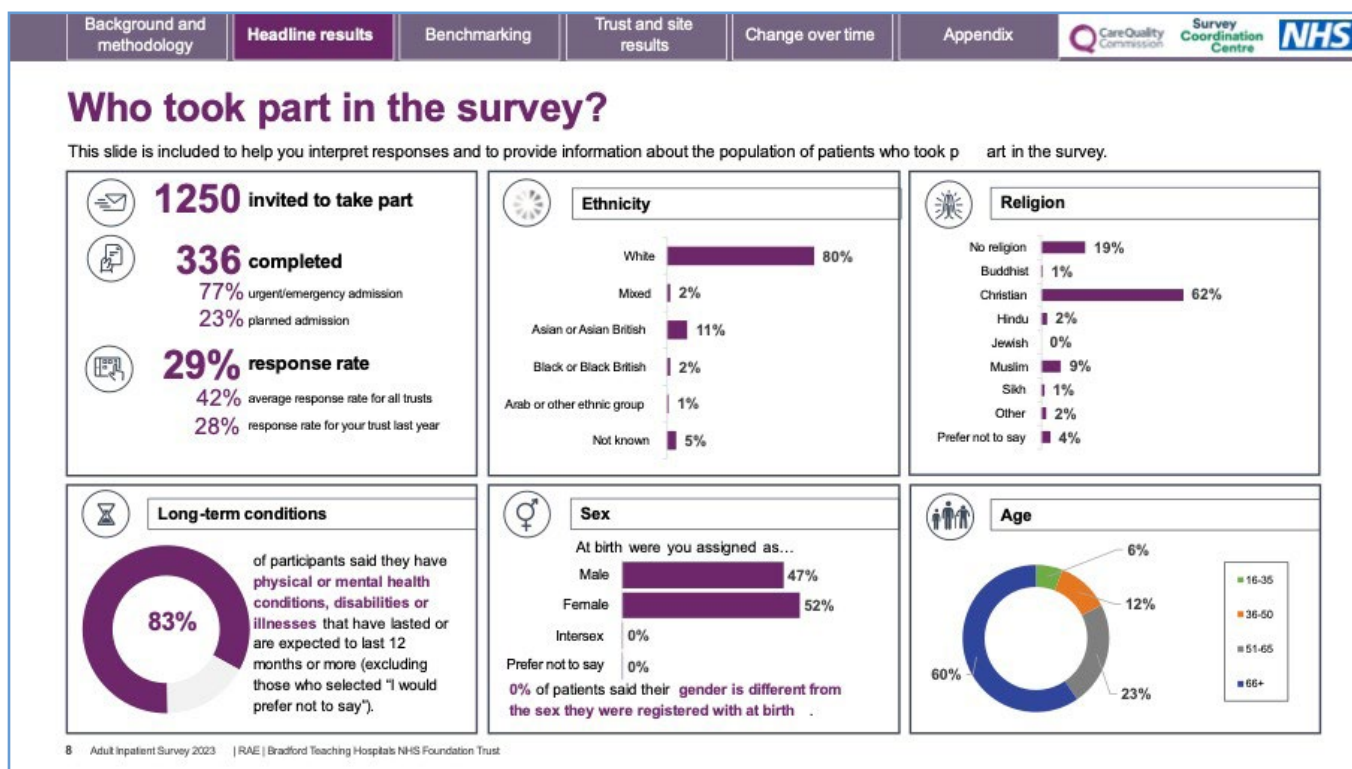 Background and
methodology
Headline results
Benchmarking
Trust and site
results
Change over time
Appendix
CareQuality
Commission
Survey
Coordination
Centre
NHS
Who took part in the survey?
This slide is included to help you interpret responses and to provide information about the population of patients who took p art in the survey.
1250 invited to take part
336 completed
77% urgent/emergency admission
23% planned admission
29% response rate
42% average response rate for all trusts
28% response rate for your trust last year
Ethnicity
White 80%
Mixed 2%
Asian or Asian British 11%
Black or Black British 2%
Arab or other ethnic group 1%
Not known 5%
Religion
No religion 19%
Buddhist 1%
Christian 62%
Hindu 2%
Jewish 0%
Muslim 9%
Sikh 1%
Other 2%
Prefer not to say 4%
Long-term conditions
83%
of participants said they have
physical or mental health
conditions, disabilities or
illnesses that have lasted or
are expected to last 12
months or more (excluding
those who selected “I would
prefer not to say”).
Sex
At birth were you assigned as…
Male 47%
Female 52%
Intersex 0%
Prefer not to say 0%
0% of patients said their gender is different from
the sex they were registered with at birth .
Age
6%
12%
23%
60%
16-35
36-50
51-65
66+
8 Adult Inpatient Survey 2023 | RAE | Bradford Teaching Hospitals NHS Foundation Trust